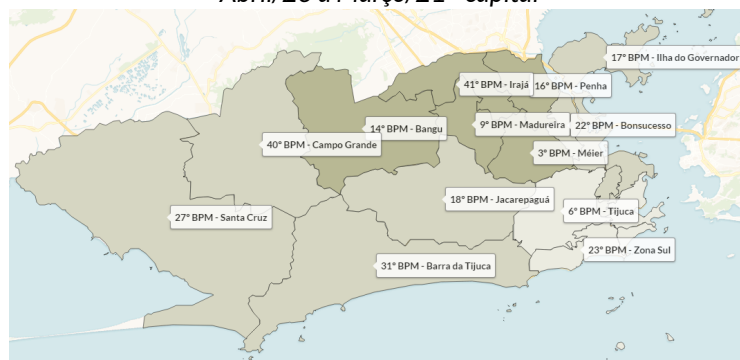 17º BPM - Ilha do Governador
41º BPM - Irajá
16º BPM - Penha
14º BPM - Bangu
9º BPM - Madureira
22º BPM - Bonsucesso
40º BPM - Campo Grande
3º BPM - Méier
18º BPM - Jacarepaguá
6º BPM - Tijuca
27º BPM - Santa Cruz
23º BPM - Zona Sul
31º BPM - Barra da Tijuca